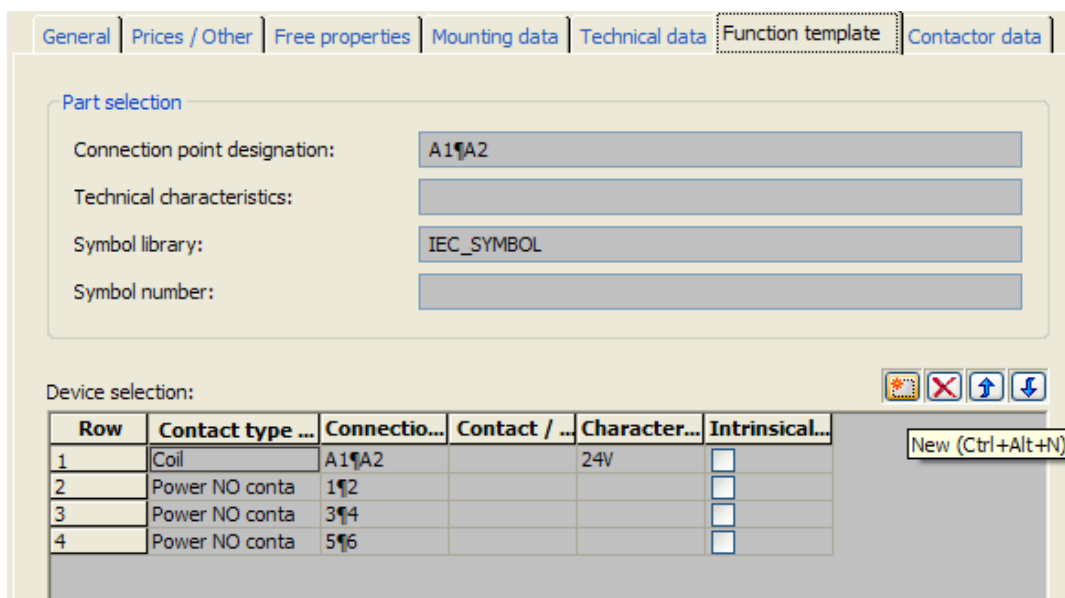 General Prices / Other Free properties Mounting data Technical data Function template Contactor data
Part selection
Connection point designation: A1¶A2
Technical characteristics:
Symbol library: IEC_SYMBOL
Symbol number:
Device selection:
Row Contact type ... Connectio... Contact / ... Character... Intrinsical...
New (Ctrl+Alt+N)
1 Coil A1¶A2 24V
2 Power NO conta 1¶2
3 Power NO conta 3¶4
4 Power NO conta 5¶6